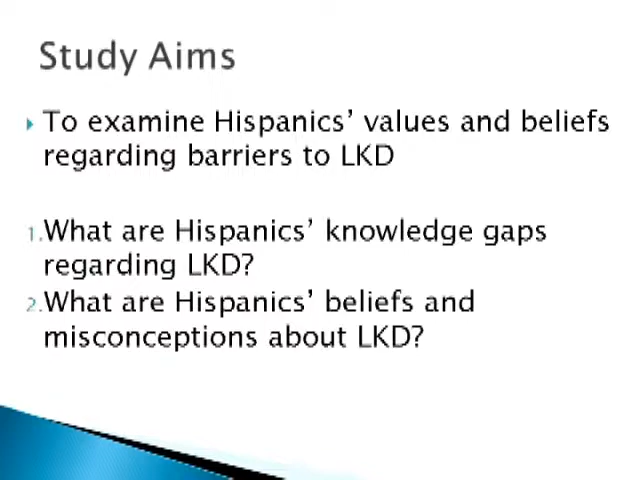 Study Aims
To examine Hispanics’ values and beliefs
regarding barriers to LKD
1.What are Hispanics’ knowledge gaps
regarding LKD?
2.What are Hispanics’ beliefs and
misconceptions about LKD?